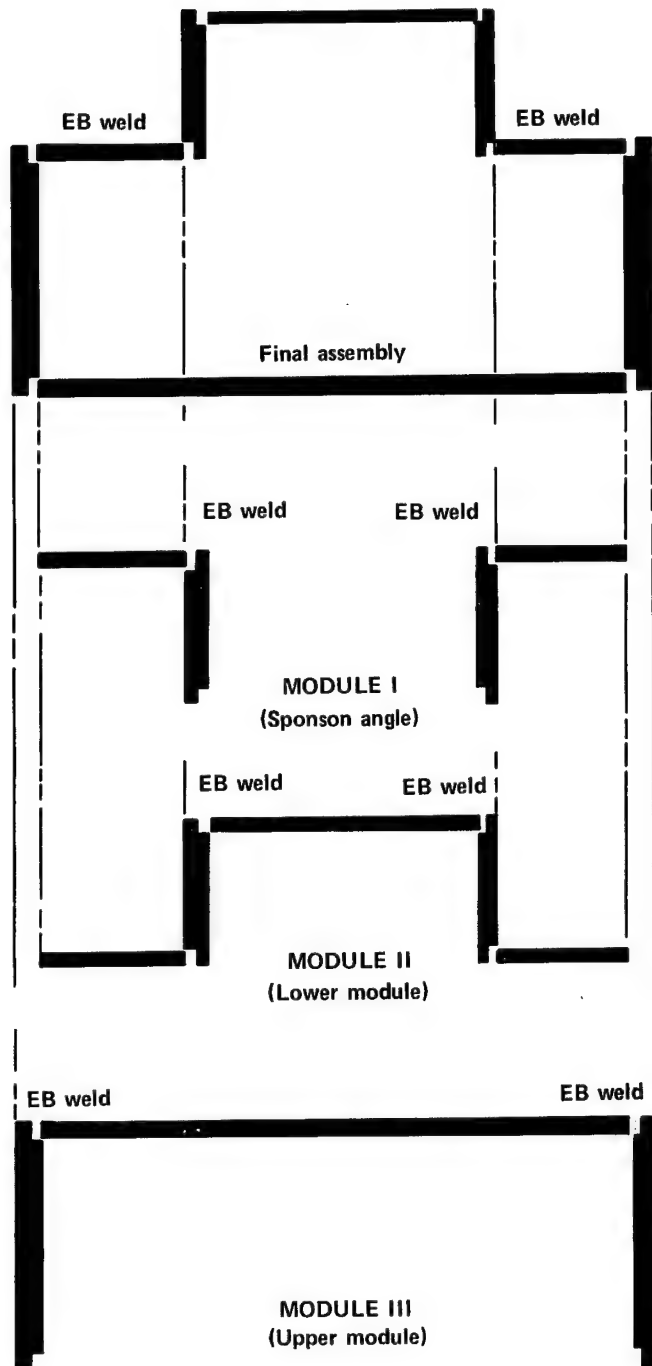 EB weld
EB weld
Final assembly
EB weld
EB weld
MODULE I
(Sponson angle)
EB weld
EB weld
MODULE II
(Lower module)
EB weld
EB weld
MODULE III
(Upper module)